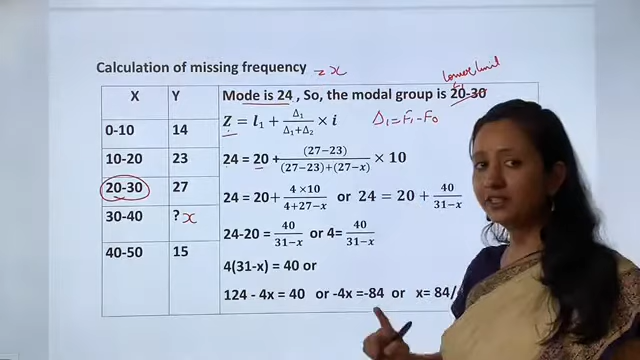 Calculation of missing frequency = x
lower limit
X Y Mode is 24 , So, the modal group is 20-30
Z = l₁ + Δ₁/(Δ₁+Δ₂) × i Δ₁ = F₁ - F₀
0-10 14
10-20 23 24 = 20 + (27−23)/((27−23)+(27−x)) × 10
20-30 27
24 = 20+ (4 ×10)/(4+27−x) or 24 = 20 + 40/(31−x)
30-40 ? x
24-20 = 40/(31−x) or 4= 40/(31−x)
40-50 15
4(31-x) = 40 or
124 - 4x = 40 or -4x =-84 or x= 84/